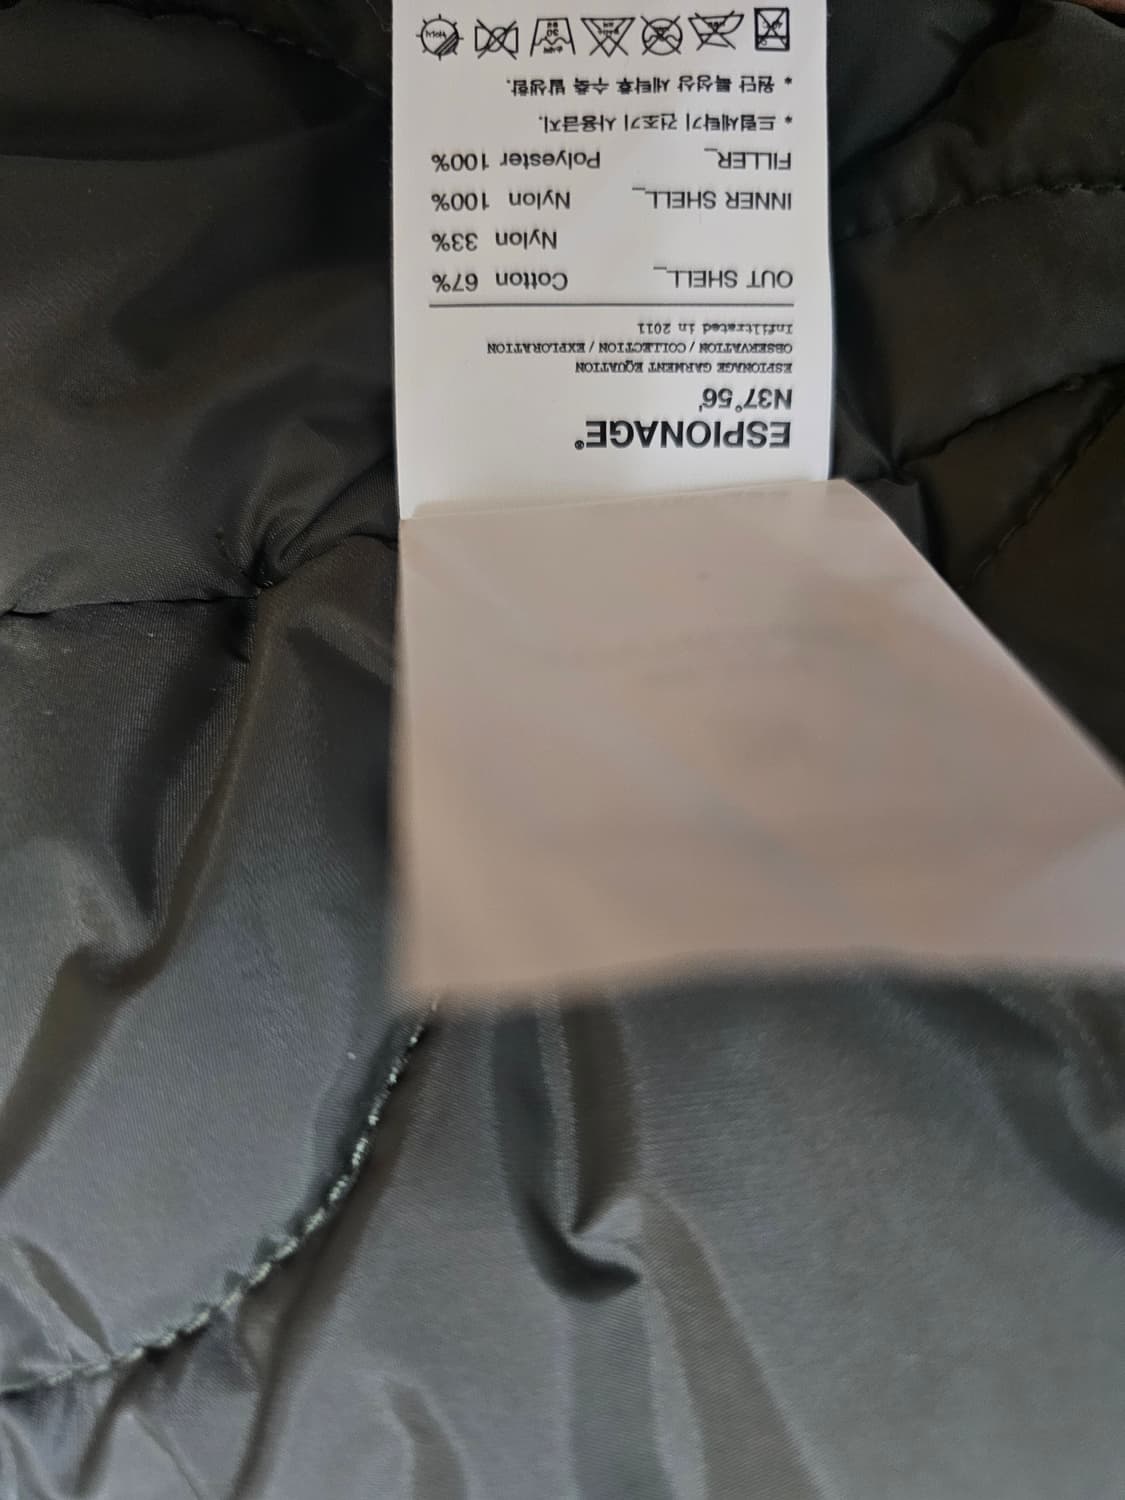 ESPIONAGE®
N37°56'
ESPIONAGE GARMENT EQUATION
OBSERVATION / COLLECTION / EXPLORATION
Infiltrated in 2011
OUT SHELL_ Cotton 67%
Nylon 33%
INNER SHELL_ Nylon 100%
FILLER_ Polyester 100%
* 드럼세탁기 건조기 사용금지.
* 원단 특성상 세탁후 수축 발생함.